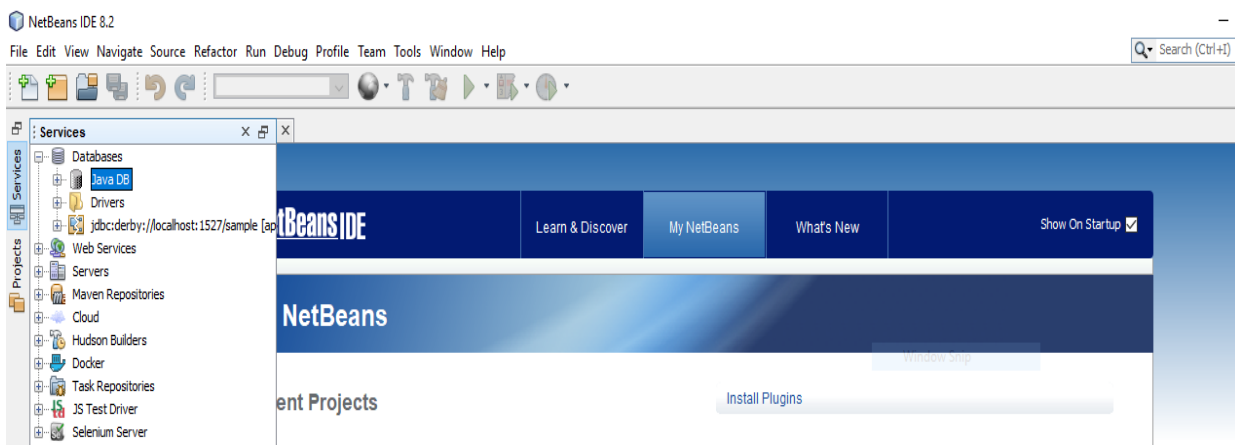 NetBeans IDE 8.2
File Edit View Navigate Source Refactor Run Debug Profile Team Tools Window Help
Search (Ctrl+I)
Services
Databases
Java DB
Drivers
jdbc:derby://localhost:1527/sample [ap
Web Services
Servers
Maven Repositories
Cloud
Hudson Builders
Docker
Task Repositories
JS Test Driver
Selenium Server
Services
Projects
tBeans IDE
Learn & Discover
My NetBeans
What's New
Show On Startup
NetBeans
Window Snip
ent Projects
Install Plugins